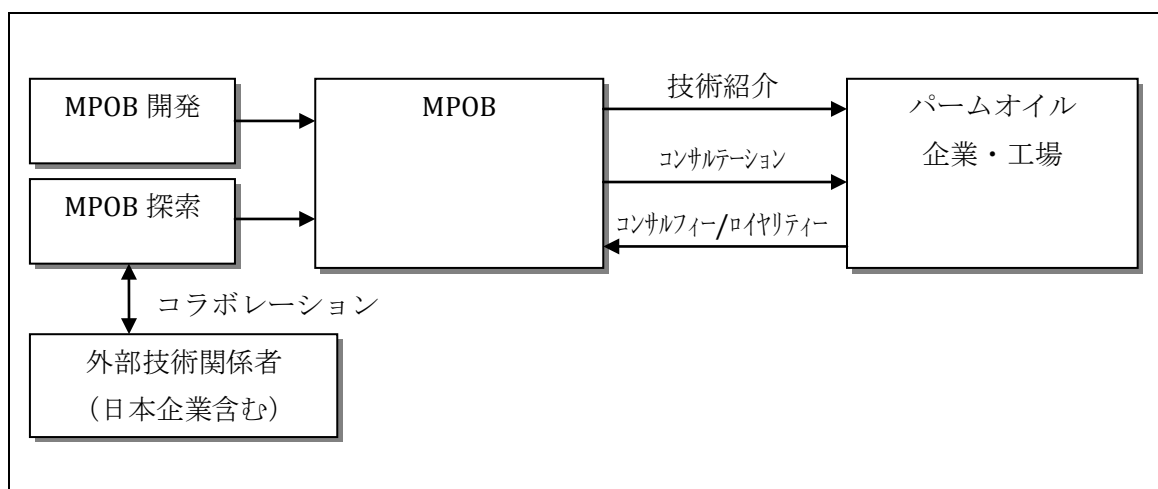 MPOB 開発
MPOB
技術紹介
パームオイル
企業・工場
コンサルテーション
MPOB 探索
コンサルフィー/ロイヤリティー
コラボレーション
外部技術関係者
（日本企業含む）